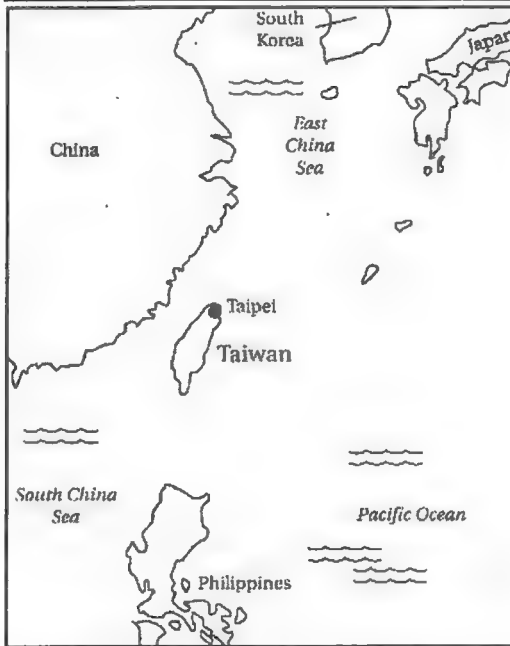 South
Korea
Japan
East
China
Sea
China
Taipei
Taiwan
South China
Sea
Pacific Ocean
Philippines